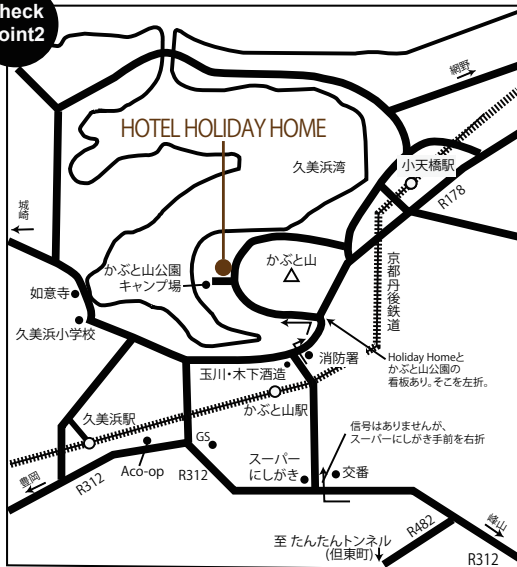 heck
oint2
網野
HOTEL HOLIDAY HOME
久美浜湾
小天橋駅
R178
城崎
かぶと山公園
キャンプ場
かぶと山
京都丹後鉄道
如意寺
久美浜小学校
消防署
Holiday Homeと
かぶと山公園の
看板あり。そこを左折。
玉川・木下酒造
かぶと山駅
久美浜駅
信号はありませんが、
スーパーにしがき手前を右折
GS
Aco-op
R312
スーパー
にしがき
交番
豊岡
R312
R482
峰山
至 たんたんトンネル
(但東町)
R312